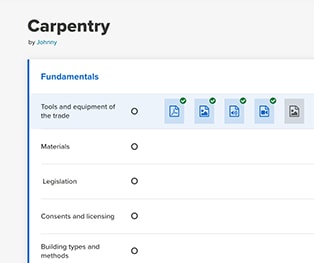 Carpentry
by Johnny
Fundamentals
Tools and equipment of
the trade
Materials
Legislation
Consents and licensing
Building types and
methods